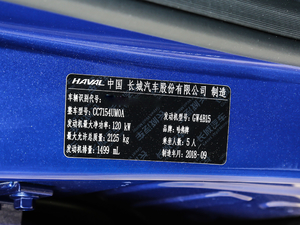 HAVAL 中国 长城汽车股份有限公司 制造
车辆识别代号:
整车型号: CC7154UM0A 发动机型号: GW4B15
发动机最大净功率: 120 kW 品牌: 哈弗牌
最大允许总质量: 2125 kg 乘坐人数: 5人
发动机排量: 1499 mL 制造年月: 2018-09